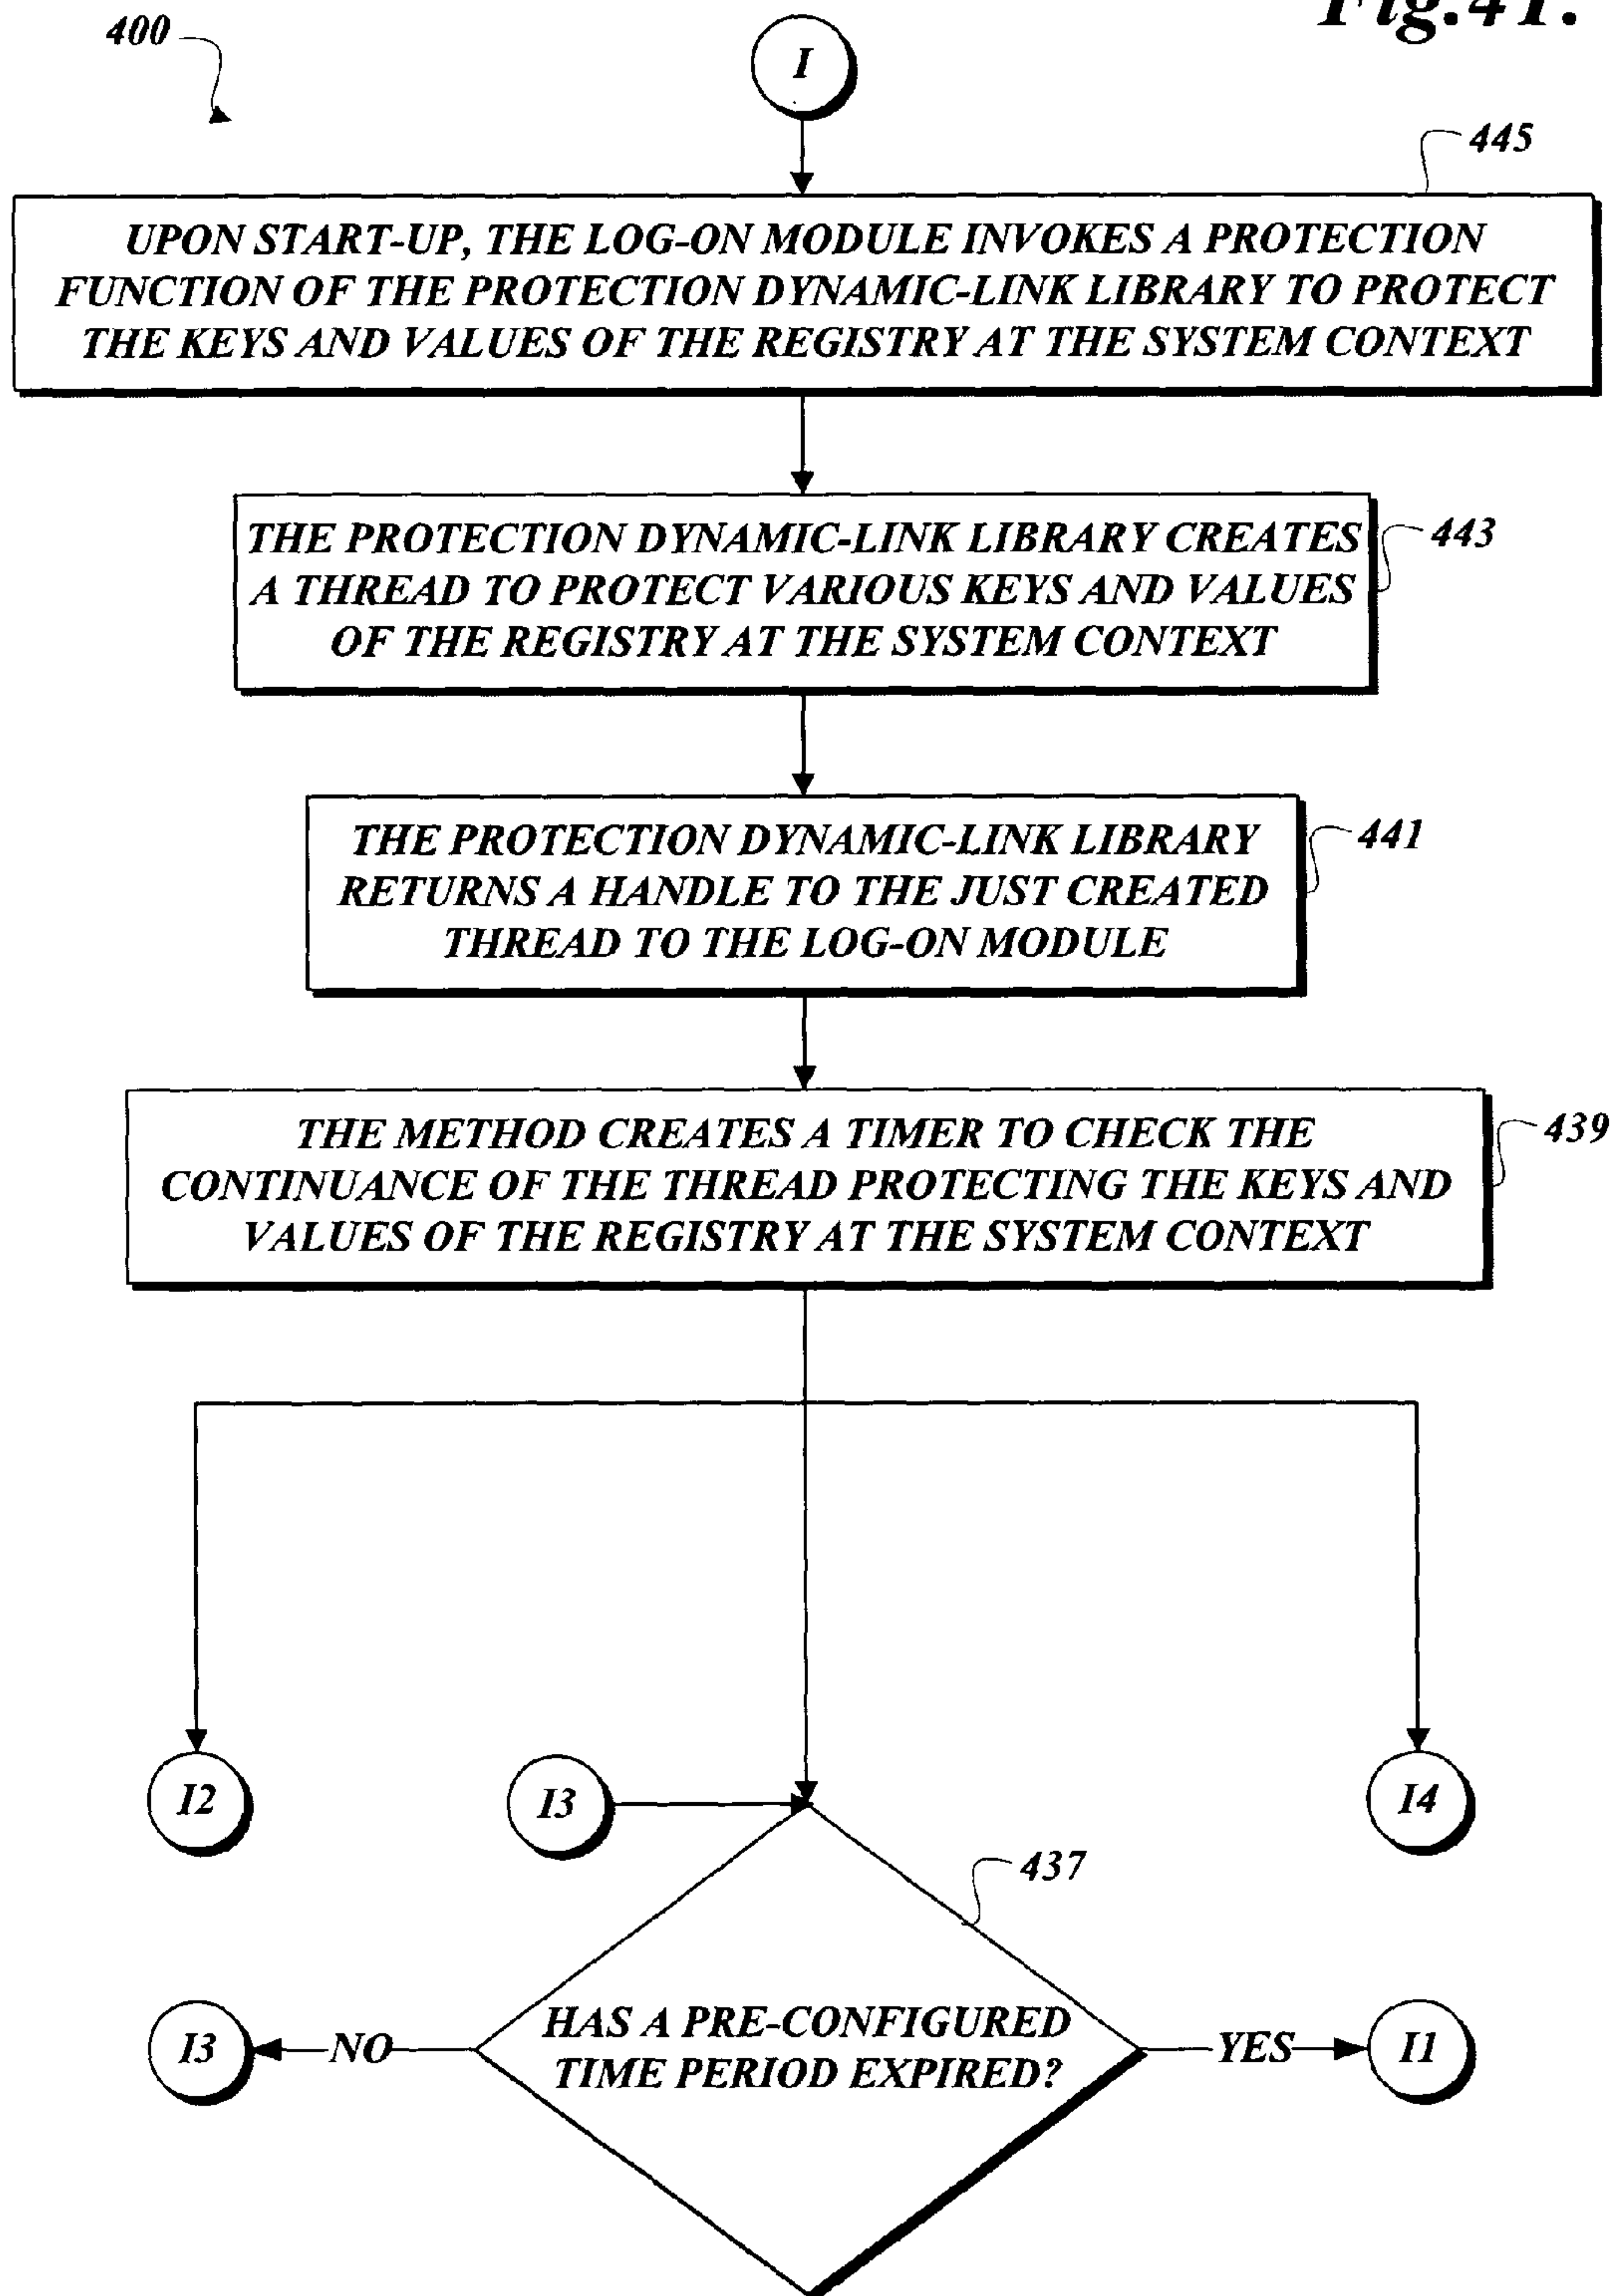 Fig.4I.
400
I
445
UPON START-UP, THE LOG-ON MODULE INVOKES A PROTECTION
FUNCTION OF THE PROTECTION DYNAMIC-LINK LIBRARY TO PROTECT
THE KEYS AND VALUES OF THE REGISTRY AT THE SYSTEM CONTEXT
443
THE PROTECTION DYNAMIC-LINK LIBRARY CREATES
A THREAD TO PROTECT VARIOUS KEYS AND VALUES
OF THE REGISTRY AT THE SYSTEM CONTEXT
441
THE PROTECTION DYNAMIC-LINK LIBRARY
RETURNS A HANDLE TO THE JUST CREATED
THREAD TO THE LOG-ON MODULE
439
THE METHOD CREATES A TIMER TO CHECK THE
CONTINUANCE OF THE THREAD PROTECTING THE KEYS AND
VALUES OF THE REGISTRY AT THE SYSTEM CONTEXT
I2
I3
I4
437
HAS A PRE-CONFIGURED
TIME PERIOD EXPIRED?
I3
NO
YES
I1